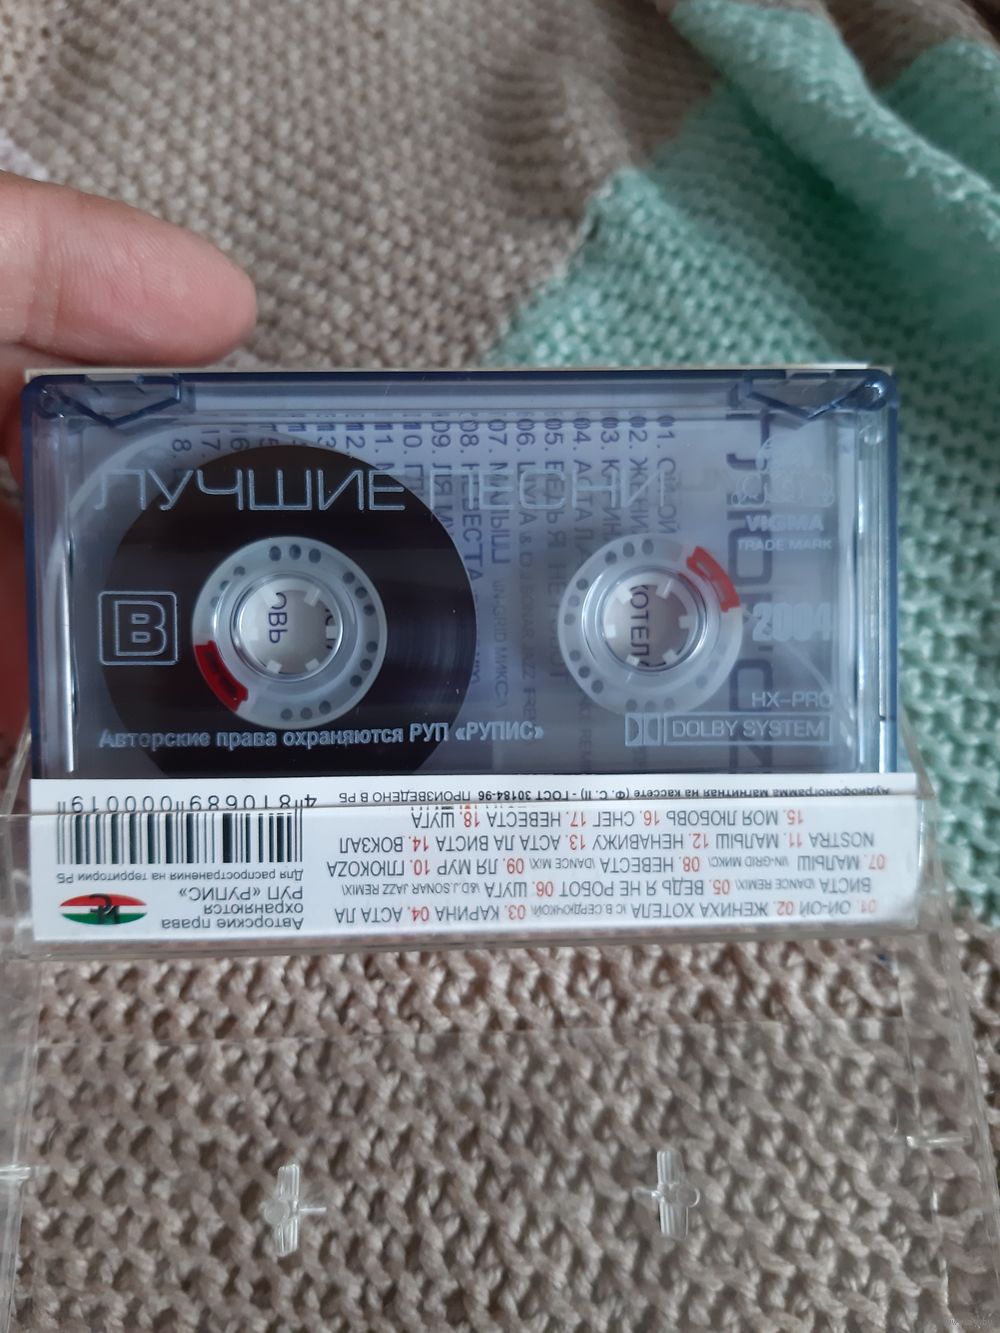 ЛУЧШИЕ ПЕСНИ
VIGMA
TRADE MARK
B
2004
HX-PRO
DOLBY SYSTEM
Авторские права охраняются РУП «РУПИС»
01. ОЙ-ОЙ 02. ЖЕНИХА ХОТЕЛА (С В.СЕРДЮЧКОЙ) 03. КАРИНА 04. АСТА ЛА
ВИСТА (DANCE REMIX) 05. ВЕДЬ Я НЕ РОБОТ 06. ШУГА (&DJ.SONAR JAZZ REMIX)
07. МАЛЫШ (IN-GRID МИКС) 08. НЕВЕСТА (DANCE MIX) 09. ЛЯ МУР 10. ГЛЮКОZA
NOSTRA 11. МАЛЫШ 12. НЕНАВИЖУ 13. АСТА ЛА ВИСТА 14. ВОКЗАЛ
15. МОЯ ЛЮБОВЬ 16. СНЕГ 17. НЕВЕСТА 18. ШУГА
Аудиофонограмма магнитная на кассете (Ф. С. II) - ГОСТ 30184-96 ПРОИЗВЕДЕНО В РБ
Авторские права
охраняются
РУП «РУПИС»
Для распространения на территории РБ
4 810689 000019